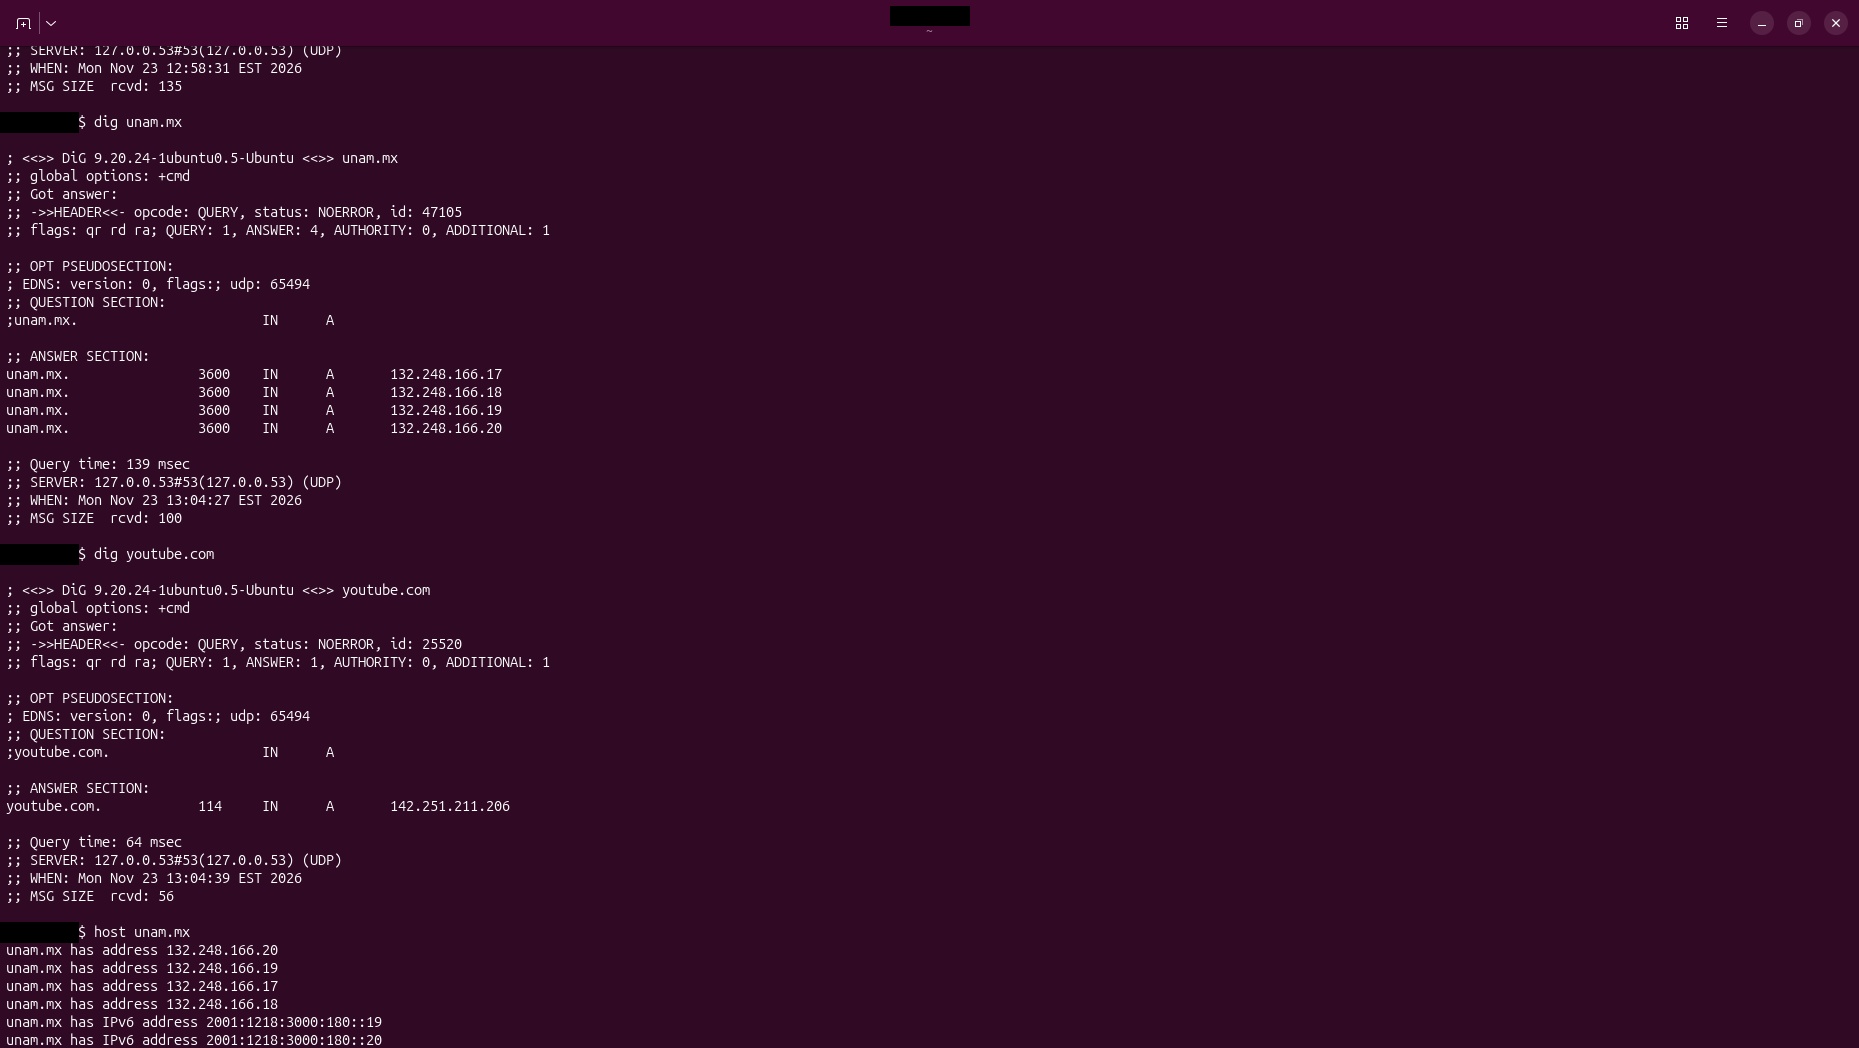 ~
;; SERVER: 127.0.0.53#53(127.0.0.53) (UDP)
;; WHEN: Mon Nov 23 12:58:31 EST 2026
;; MSG SIZE  rcvd: 135
$ dig unam.mx
; <<>> DiG 9.20.24-1ubuntu0.5-Ubuntu <<>> unam.mx
;; global options: +cmd
;; Got answer:
;; ->>HEADER<<- opcode: QUERY, status: NOERROR, id: 47105
;; flags: qr rd ra; QUERY: 1, ANSWER: 4, AUTHORITY: 0, ADDITIONAL: 1
;; OPT PSEUDOSECTION:
; EDNS: version: 0, flags:; udp: 65494
;; QUESTION SECTION:
;unam.mx.			IN	A
;; ANSWER SECTION:
unam.mx.		3600	IN	A	132.248.166.17
unam.mx.		3600	IN	A	132.248.166.18
unam.mx.		3600	IN	A	132.248.166.19
unam.mx.		3600	IN	A	132.248.166.20
;; Query time: 139 msec
;; SERVER: 127.0.0.53#53(127.0.0.53) (UDP)
;; WHEN: Mon Nov 23 13:04:27 EST 2026
;; MSG SIZE  rcvd: 100
$ dig youtube.com
; <<>> DiG 9.20.24-1ubuntu0.5-Ubuntu <<>> youtube.com
;; global options: +cmd
;; Got answer:
;; ->>HEADER<<- opcode: QUERY, status: NOERROR, id: 25520
;; flags: qr rd ra; QUERY: 1, ANSWER: 1, AUTHORITY: 0, ADDITIONAL: 1
;; OPT PSEUDOSECTION:
; EDNS: version: 0, flags:; udp: 65494
;; QUESTION SECTION:
;youtube.com.			IN	A
;; ANSWER SECTION:
youtube.com.		114	IN	A	142.251.211.206
;; Query time: 64 msec
;; SERVER: 127.0.0.53#53(127.0.0.53) (UDP)
;; WHEN: Mon Nov 23 13:04:39 EST 2026
;; MSG SIZE  rcvd: 56
$ host unam.mx
unam.mx has address 132.248.166.20
unam.mx has address 132.248.166.19
unam.mx has address 132.248.166.17
unam.mx has address 132.248.166.18
unam.mx has IPv6 address 2001:1218:3000:180::19
unam.mx has IPv6 address 2001:1218:3000:180::20